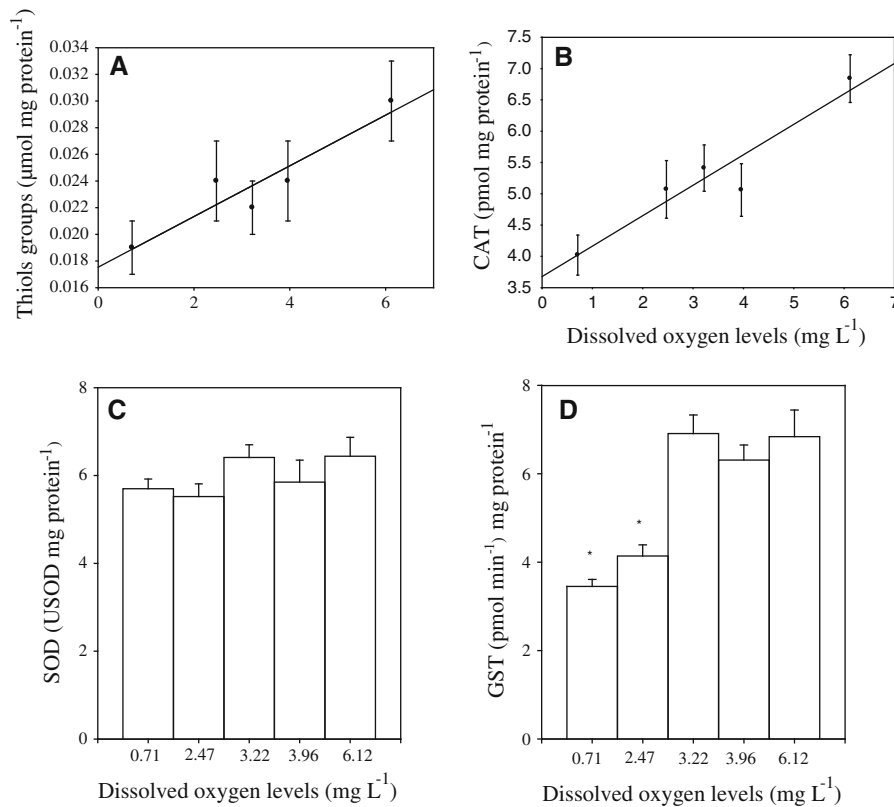 A
Thiols groups (µmol mg protein⁻¹)
0.034
0.032
0.030
0.028
0.026
0.024
0.022
0.020
0.018
0.016
0 2 4 6
B
CAT (pmol mg protein⁻¹)
7.5
7.0
6.5
6.0
5.5
5.0
4.5
4.0
3.5
0 1 2 3 4 5 6 7
Dissolved oxygen levels (mg L⁻¹)
C
SOD (USOD mg protein⁻¹)
8
6
4
2
0
0.71 2.47 3.22 3.96 6.12
Dissolved oxygen levels (mg L⁻¹)
D
GST (pmol min⁻¹) mg protein⁻¹
8
6
4
2
0
* *
0.71 2.47 3.22 3.96 6.12
Dissolved oxygen levels (mg L⁻¹)